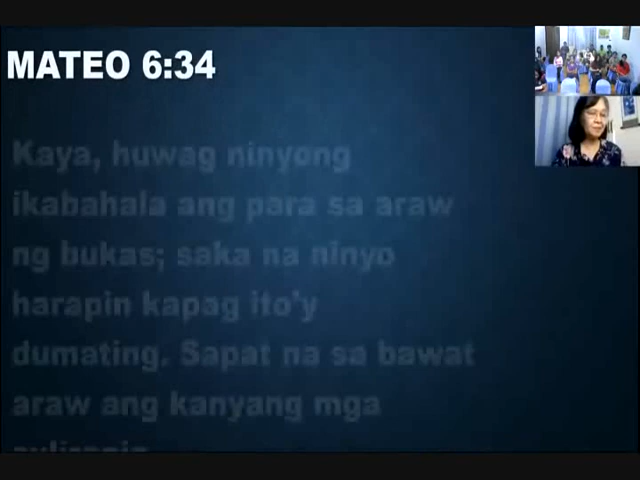 MATEO 6:34
Kaya, huwag ninyong
ikabahala ang para sa araw
ng bukas; saka na ninyo
harapin kapag ito'y
dumating. Sapat na sa bawat
araw ang kanyang mga